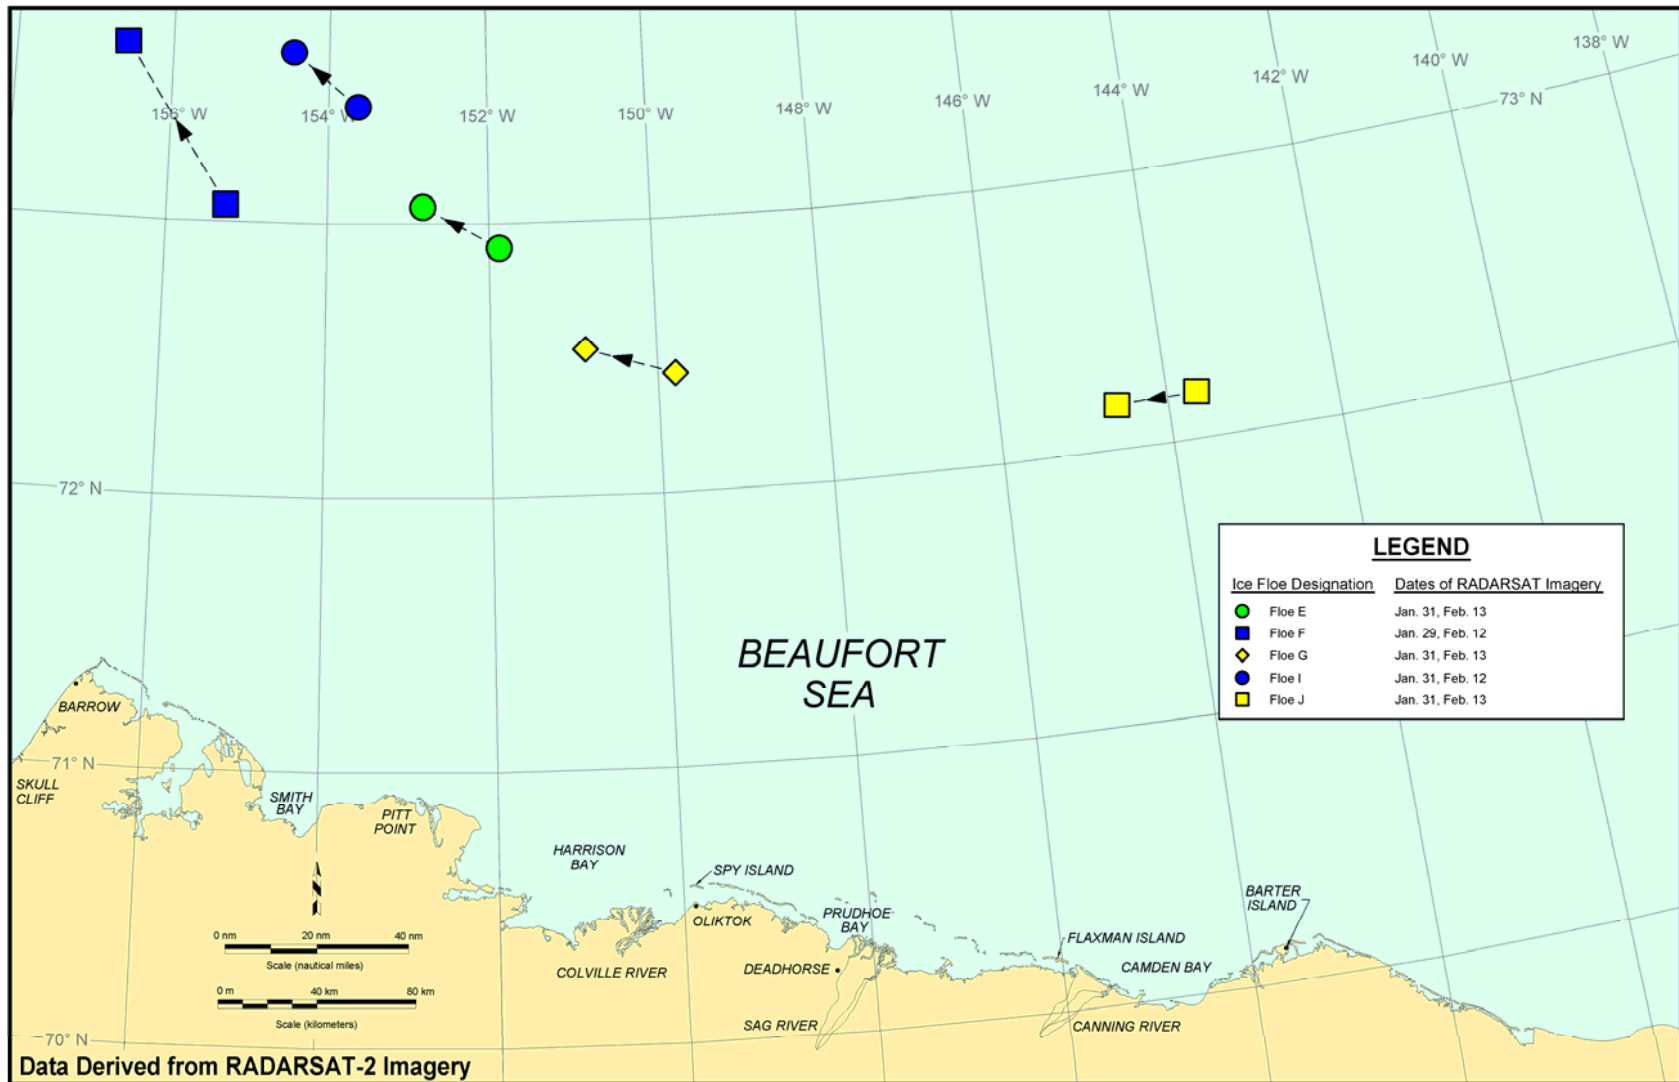 138° W
140° W
142° W
73° N
144° W
146° W
148° W
150° W
152° W
154° W
156° W
72° N
LEGEND
Ice Floe Designation Dates of RADARSAT Imagery
Floe E Jan. 31, Feb. 13
Floe F Jan. 29, Feb. 12
Floe G Jan. 31, Feb. 13
Floe I Jan. 31, Feb. 12
Floe J Jan. 31, Feb. 13
BEAUFORT
SEA
BARROW
71° N
SKULL
CLIFF
SMITH
BAY
PITT
POINT
HARRISON
BAY
SPY ISLAND
OLIKTOK
PRUDHOE
BAY
BARTER
ISLAND
FLAXMAN ISLAND
CAMDEN BAY
COLVILLE RIVER
DEADHORSE
SAG RIVER
CANNING RIVER
0 nm 20 nm 40 nm
Scale (nautical miles)
0 m 40 km 80 km
Scale (kilometers)
70° N
Data Derived from RADARSAT-2 Imagery